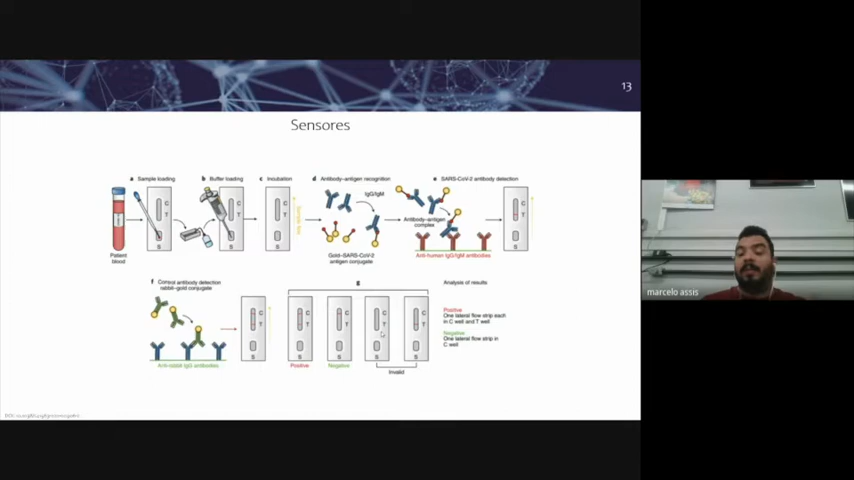 13
Sensores
a Sample loading
b Buffer loading
c Incubation
d Antibody–antigen recognition
e SARS-CoV-2 antibody detection
C
T
S
C
T
S
C
T
S
Sample flow
IgG/IgM
Antibody–antigen
complex
C
T
S
Patient
blood
Gold–SARS-CoV-2
antigen conjugate
Anti-human IgG/IgM antibodies
f Control antibody detection
rabbit–gold conjugate
g
Analysis of results
C
T
S
C
T
S
C
T
S
C
T
S
C
T
S
Positive
One lateral flow strip each
in C well and T well
Negative
One lateral flow strip in
C well
Anti-rabbit IgG antibodies
Positive
Negative
Invalid
marcelo assis